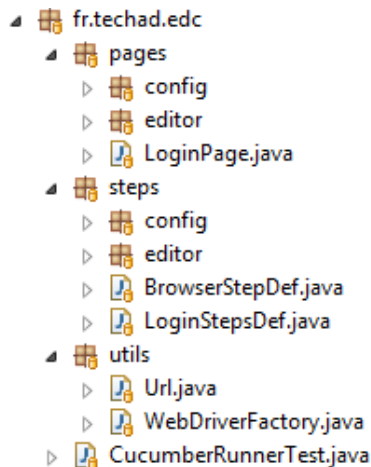 fr.techad.edc
pages
config
editor
LoginPage.java
steps
config
editor
BrowserStepDef.java
LoginStepsDef.java
utils
Url.java
WebDriverFactory.java
CucumberRunnerTest.java